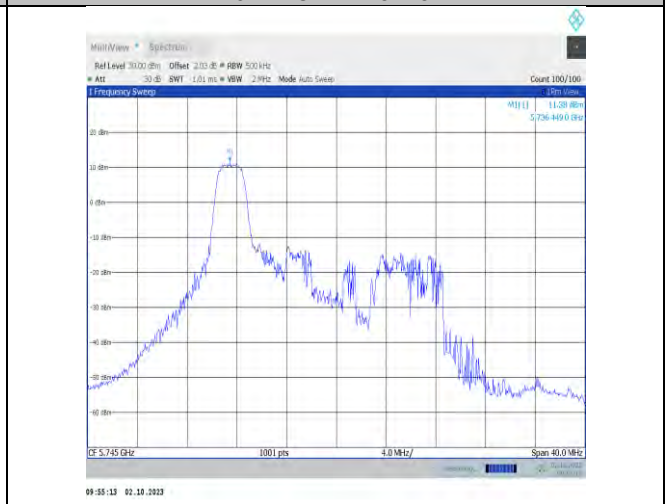 MultiView Spectrum
Ref Level 30.00 dBm Offset 2.03 dB RBW 500 kHz
Att 30 dB SWT 1.01 ms VBW 2 MHz Mode Auto Sweep Count 100/100
1 Frequency Sweep 1Rm View
M1[1] 11.38 dBm
5.736 449 0 GHz
20 dBm
M1
0 dBm
-10 dBm
-20 dBm
-30 dBm
-40 dBm
-50 dBm
-60 dBm
CF 5.745 GHz 1001 pts 4.0 MHz/ Span 40.0 MHz
09:55:13 02.10.2023